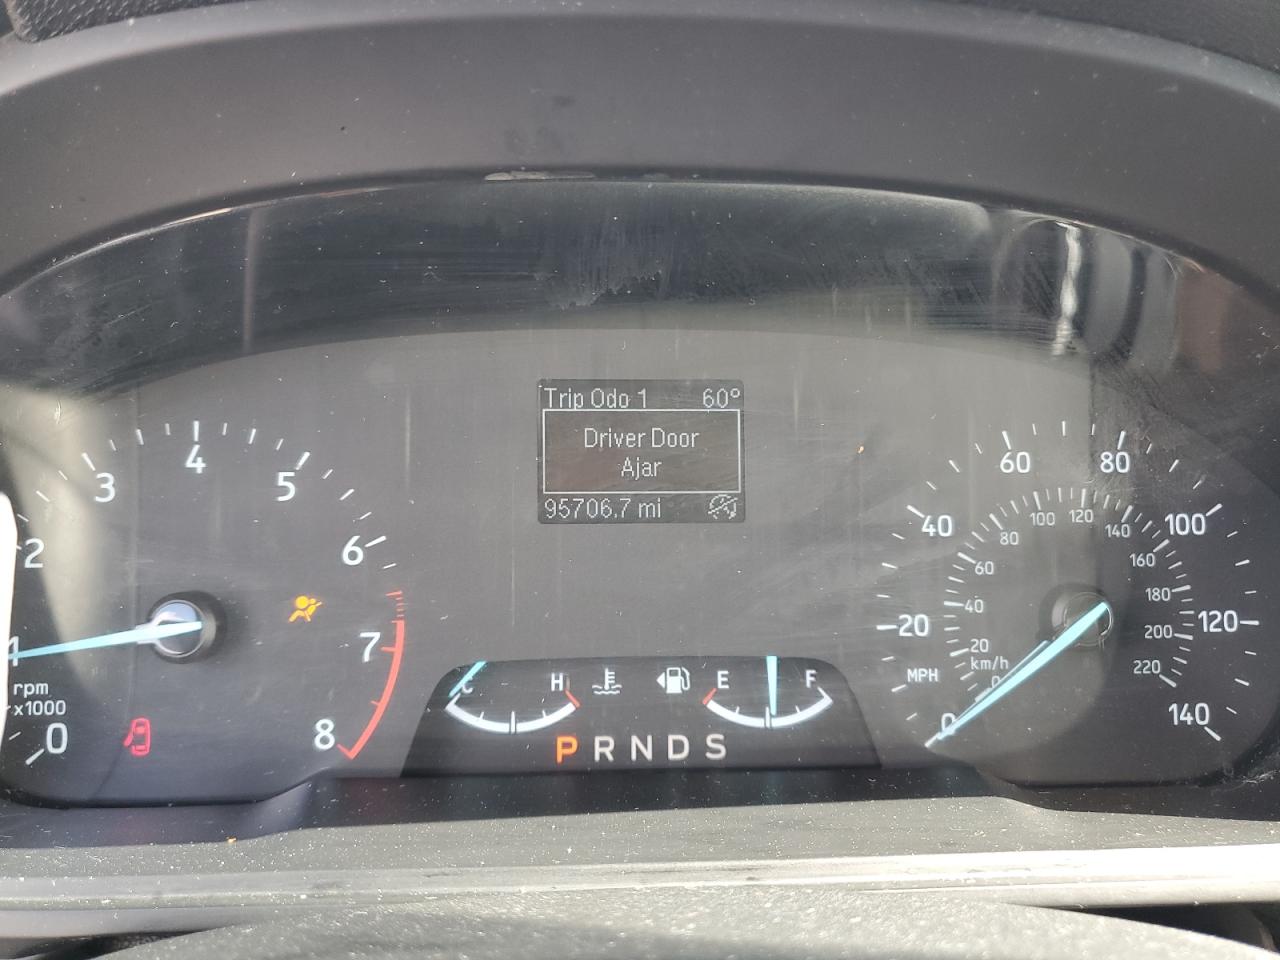 Trip Odo 1 60°
Driver Door
Ajar
95706.7 mi
0 1 2 3 4 5 6 7 8
rpm
x1000
C H E F
P R N D S
0 20 40 60 80 100 120 140
MPH
0 20 40 60 80 100 120 140 160 180 200 220
km/h